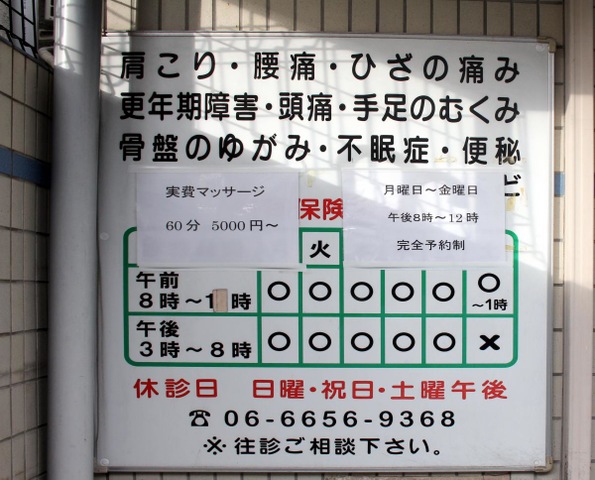 肩こり・腰痛・ひざの痛み
更年期障害・頭痛・手足のむくみ
骨盤のゆがみ・不眠症・便秘
ど
実費マッサージ
60分 5000円～
保険
月曜日～金曜日
午後8時～12時
完全予約制
火
午前 8時～1 時 ○ ○ ○ ○ ○ ○ ～1時
午後 3時～8時 ○ ○ ○ ○ ○ ×
休診日 日曜・祝日・土曜午後
☎ 06-6656-9368
※往診ご相談下さい。